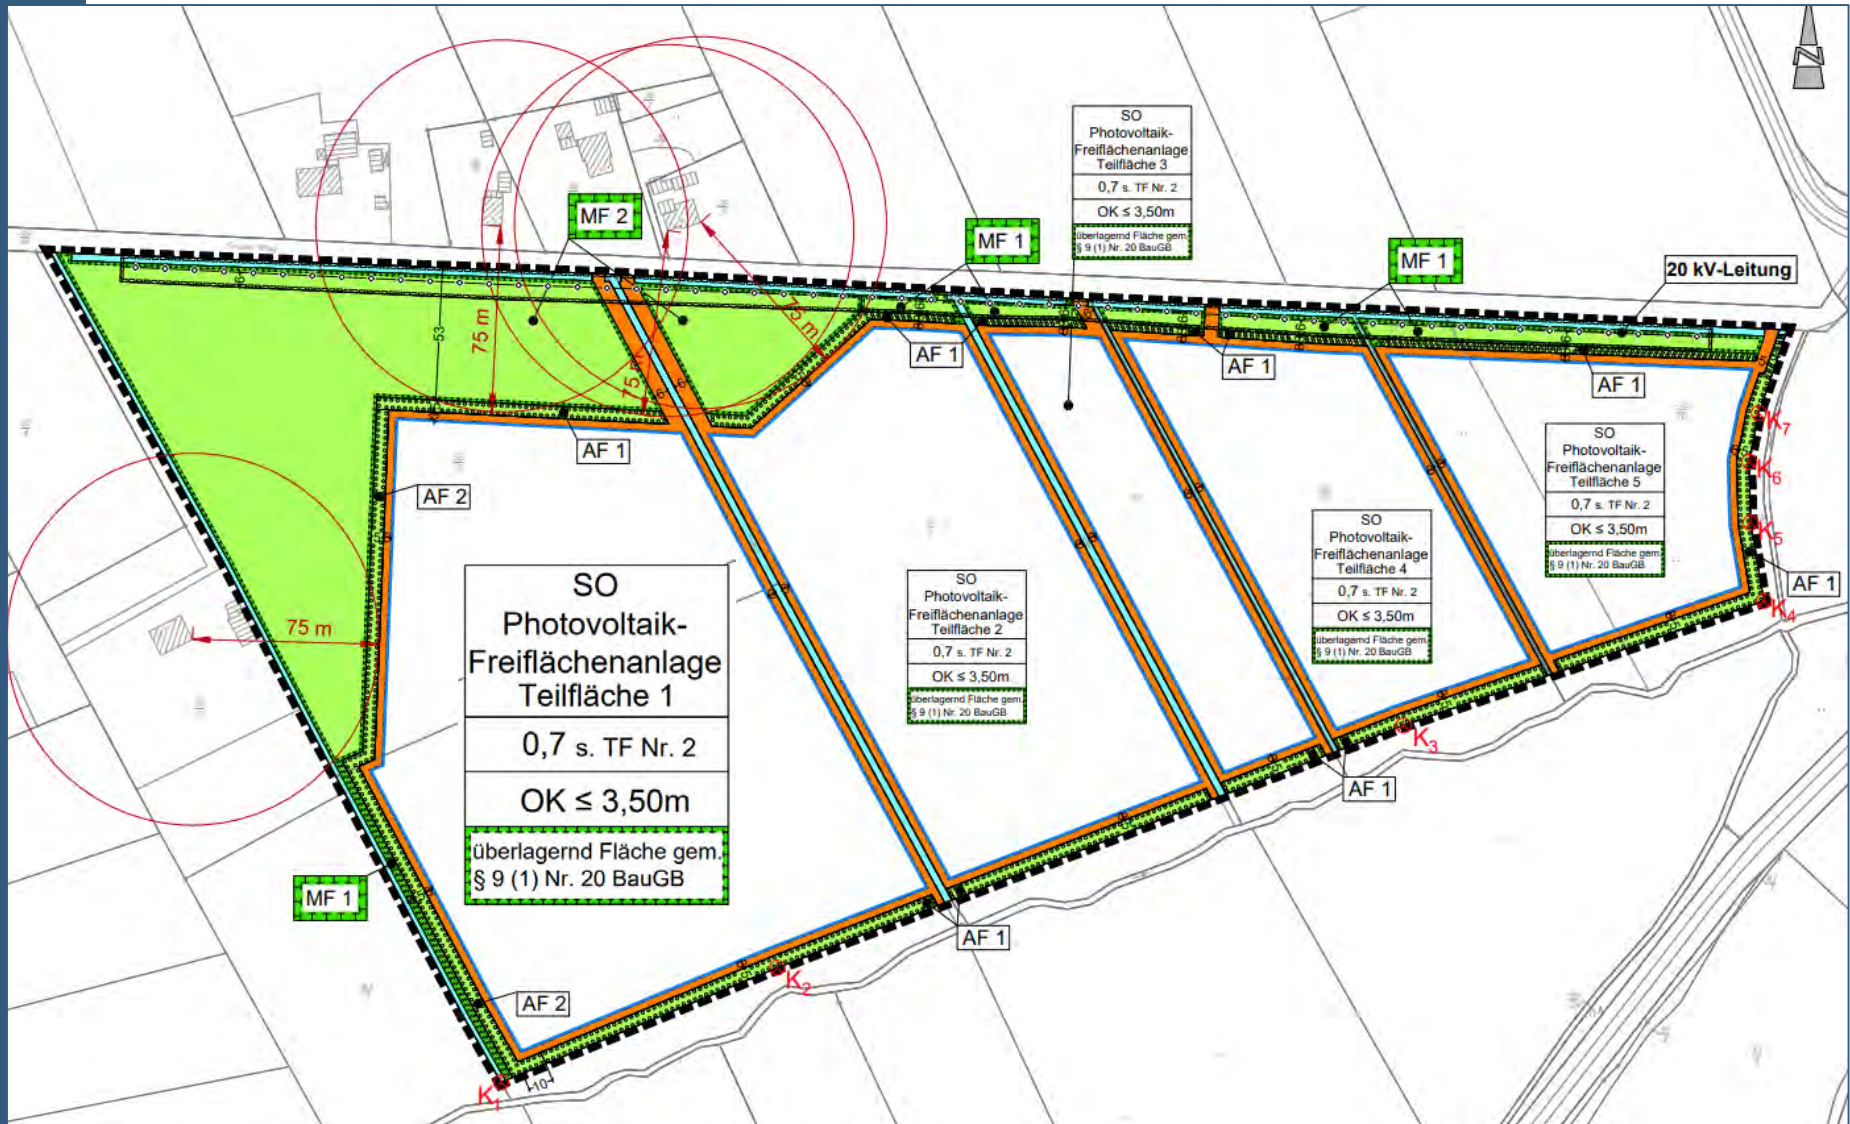 SO
Photovoltaik-
Freiflächenanlage
Teilfläche 3
0,7 s. TF Nr. 2
OK ≤ 3,50m
überlagernd Fläche gem.
§ 9 (1) Nr. 20 BauGB
MF 2
MF 1
MF 1
20 kV-Leitung
53
75 m
75 m
75 m
AF 1
AF 1
AF 1
AF 1
AF 2
K7
K6
K5
K4
AF 1
SO
Photovoltaik-
Freiflächenanlage
Teilfläche 5
0,7 s. TF Nr. 2
OK ≤ 3,50m
überlagernd Fläche gem.
§ 9 (1) Nr. 20 BauGB
SO
Photovoltaik-
Freiflächenanlage
Teilfläche 4
0,7 s. TF Nr. 2
OK ≤ 3,50m
überlagernd Fläche gem.
§ 9 (1) Nr. 20 BauGB
SO
Photovoltaik-
Freiflächenanlage
Teilfläche 2
0,7 s. TF Nr. 2
OK ≤ 3,50m
überlagernd Fläche gem.
§ 9 (1) Nr. 20 BauGB
SO
Photovoltaik-
Freiflächenanlage
Teilfläche 1
0,7 s. TF Nr. 2
OK ≤ 3,50m
überlagernd Fläche gem.
§ 9 (1) Nr. 20 BauGB
75 m
K3
AF 1
MF 1
AF 1
K2
AF 2
K1
10
N